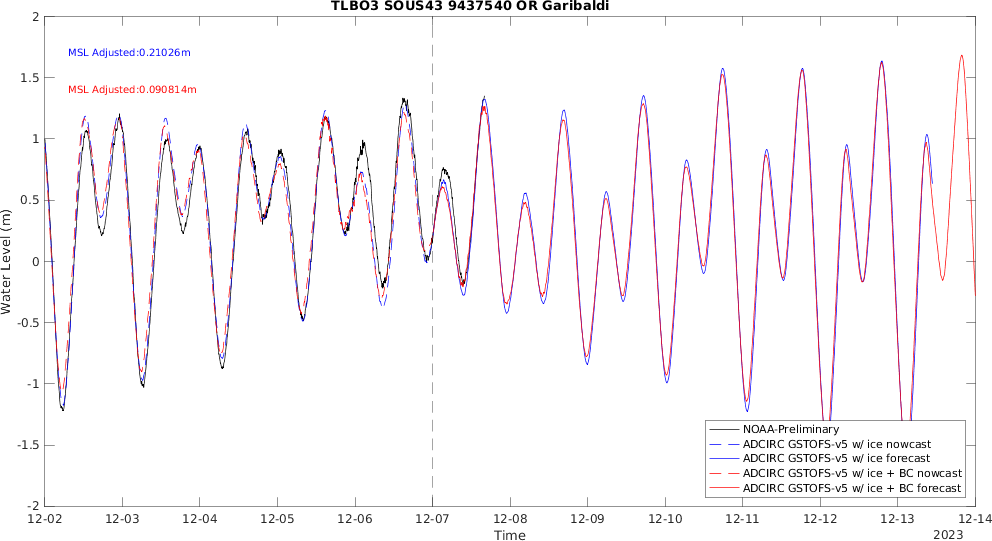 TLBO3 SOUS43 9437540 OR Garibaldi
MSL Adjusted:0.21026m
MSL Adjusted:0.090814m
Water Level (m)
2
1.5
1
0.5
0
-0.5
-1
-1.5
-2
NOAA-Preliminary
ADCIRC GSTOFS-v5 w/ ice nowcast
ADCIRC GSTOFS-v5 w/ ice forecast
ADCIRC GSTOFS-v5 w/ ice + BC nowcast
ADCIRC GSTOFS-v5 w/ ice + BC forecast
12-02 12-03 12-04 12-05 12-06 12-07 12-08 12-09 12-10 12-11 12-12 12-13 12-14
Time
2023